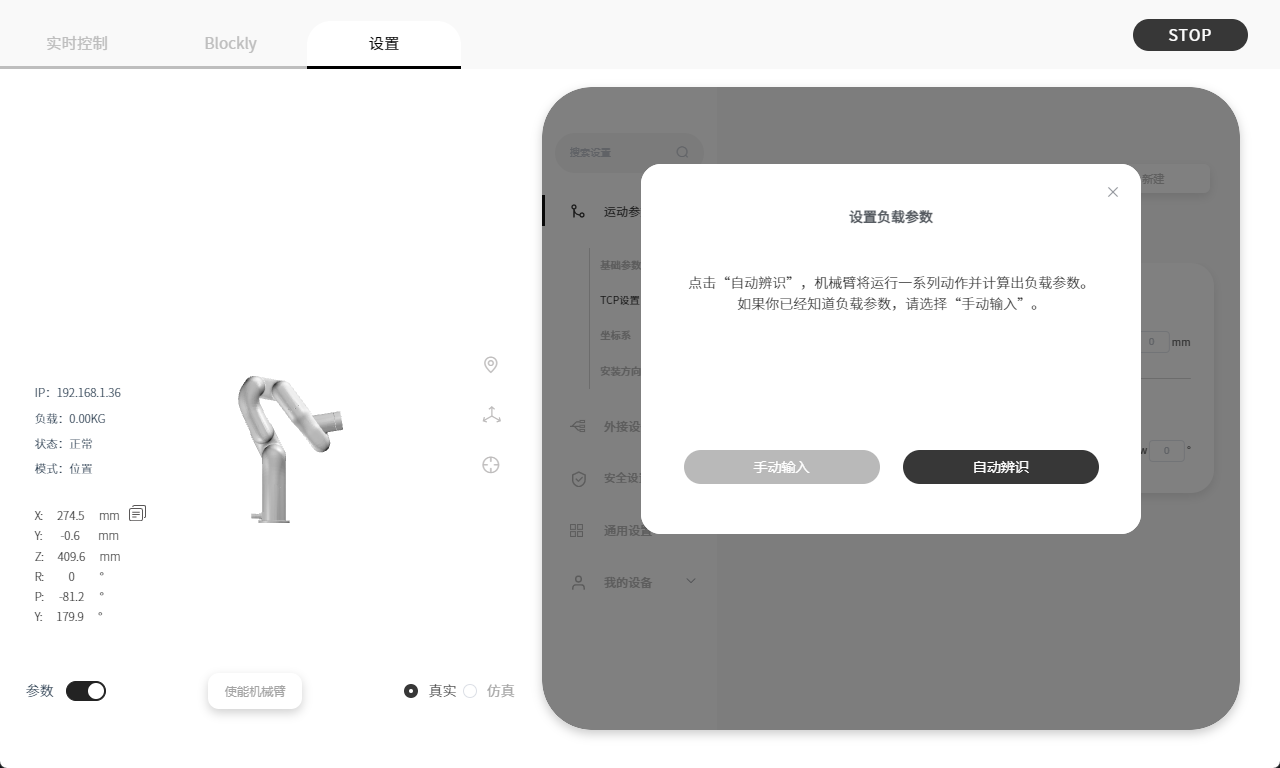 实时控制
Blockly
设置
STOP
IP：192.168.1.36
负载：0.00KG
状态：正常
模式：位置
X: 274.5 mm
Y: -0.6 mm
Z: 409.6 mm
R: 0 °
P: -81.2 °
Y: 179.9 °
参数
使能机械臂
真实 仿真
搜索设置
运动参
基础参数
TCP设置
坐标系
安装方向
外接设
安全设
通用设置
我的设备
新建
0 mm
w 0 °
设置负载参数
点击“自动辨识”，机械臂将运行一系列动作并计算出负载参数。
如果你已经知道负载参数，请选择“手动输入”。
手动输入
自动辨识